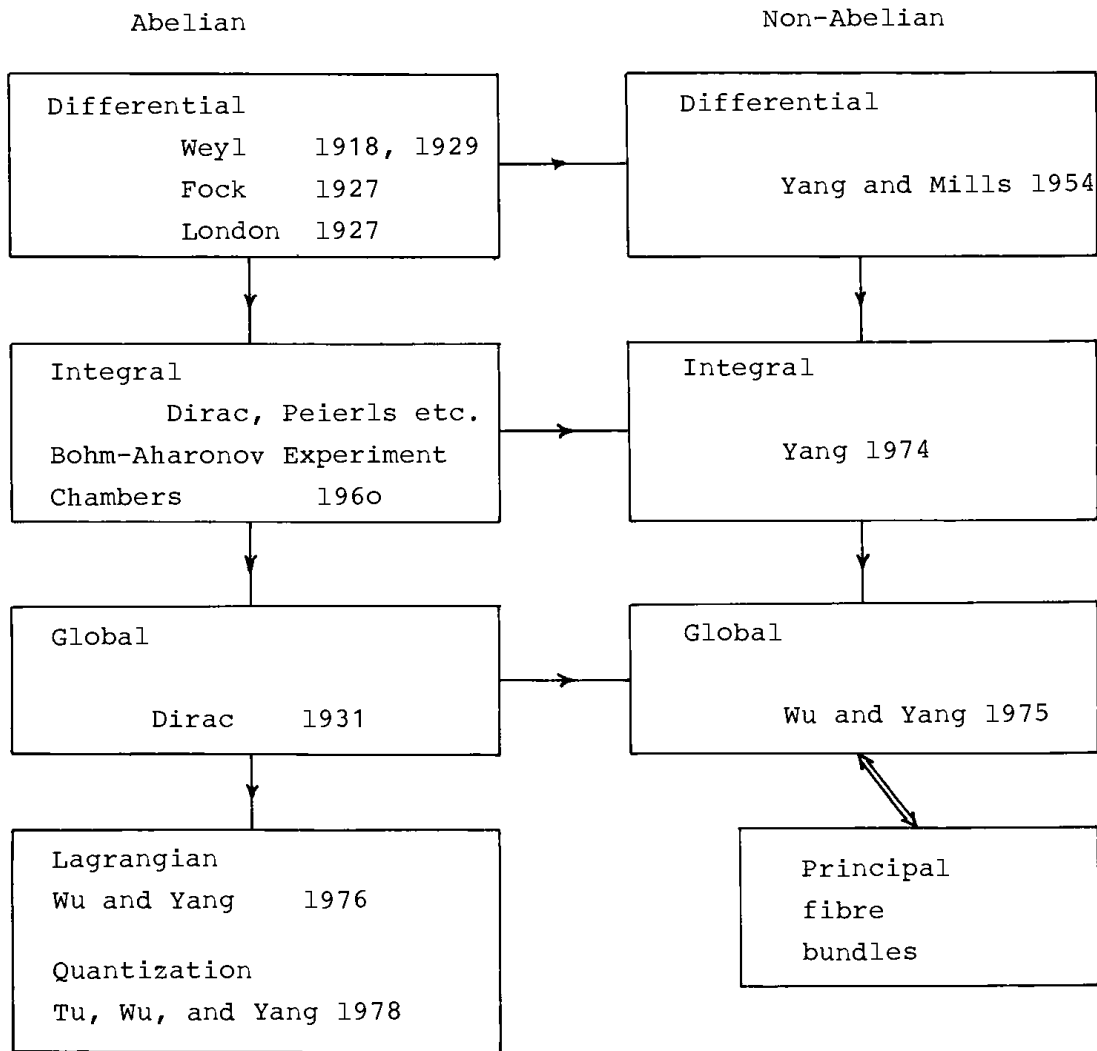 Abelian
Non-Abelian
Differential
Weyl 1918, 1929
Fock 1927
London 1927
Differential
Yang and Mills 1954
Integral
Dirac, Peierls etc.
Bohm-Aharonov Experiment
Chambers 196o
Integral
Yang 1974
Global
Dirac 1931
Global
Wu and Yang 1975
Lagrangian
Wu and Yang 1976
Quantization
Tu, Wu, and Yang 1978
Principal
fibre
bundles